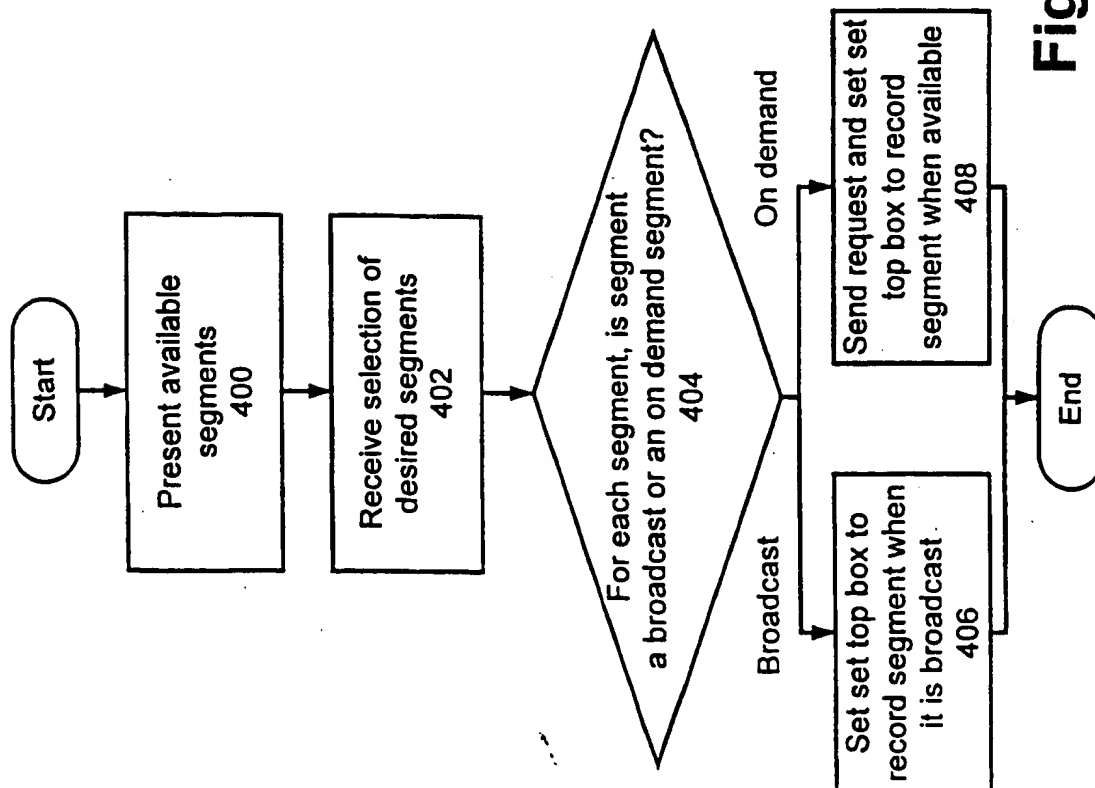 Start
Present available
segments
400
Receive selection of
desired segments
402
For each segment, is segment
a broadcast or an on demand segment?
404
Broadcast
On demand
Set set top box to
record segment when
it is broadcast
406
Send request and set set
top box to record
segment when available
408
End
Fig